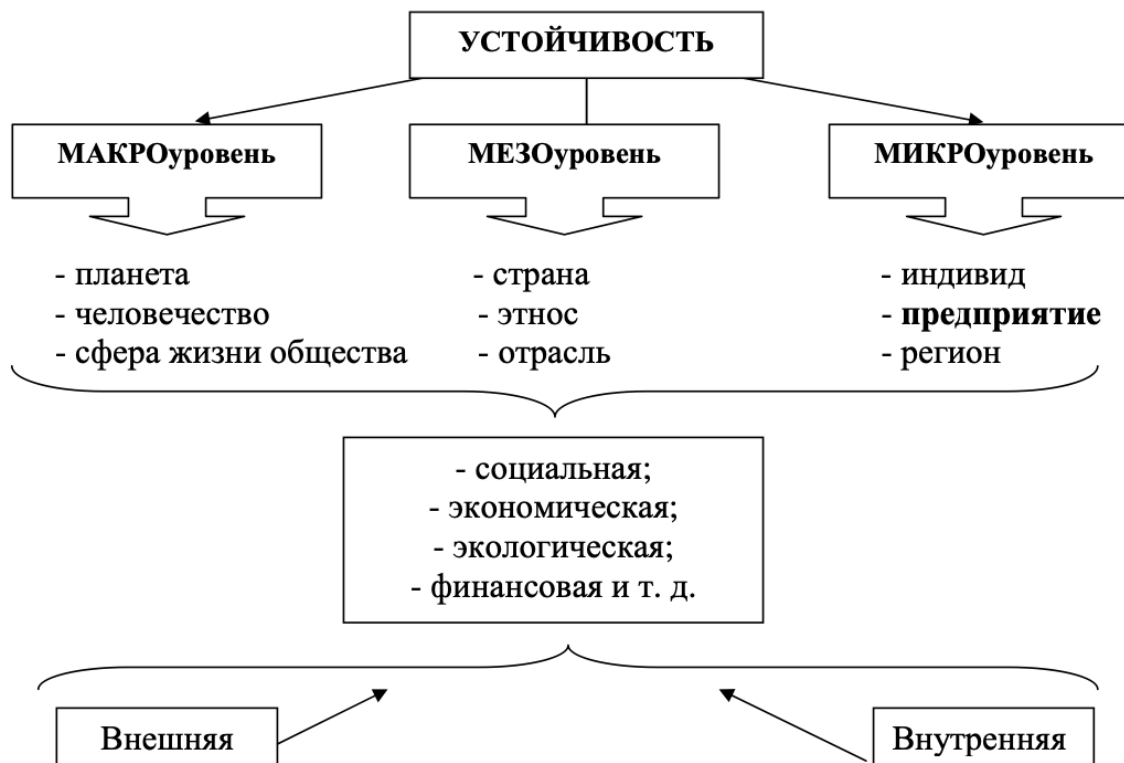 УСТОЙЧИВОСТЬ
МАКРОуровень
МЕЗОуровень
МИКРОуровень
- планета
- человечество
- сфера жизни общества
- страна
- этнос
- отрасль
- индивид
- предприятие
- регион
- социальная;
- экономическая;
- экологическая;
- финансовая и т. д.
Внешняя
Внутренняя